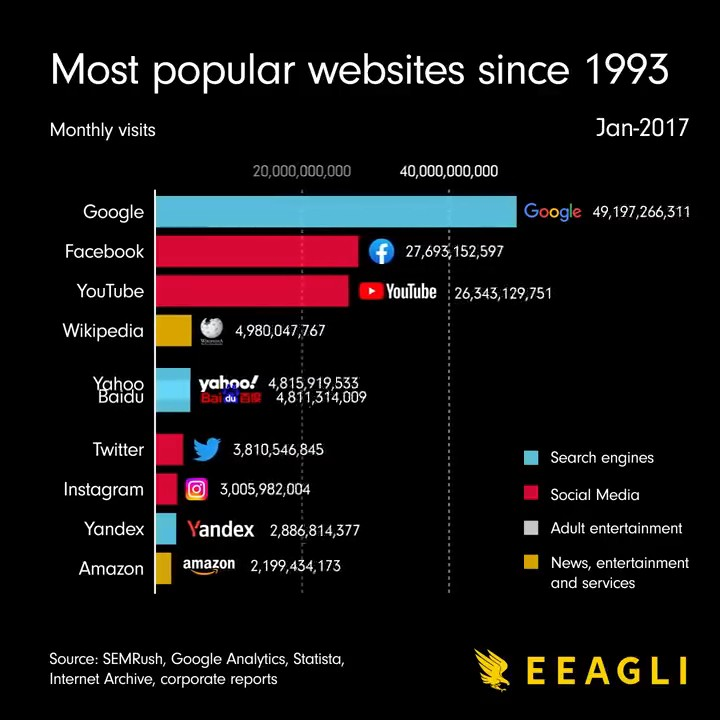 Most popular websites since 1993
Monthly visits
Jan-2017
20,000,000,000 40,000,000,000
Google Google 49,197,266,311
Facebook f 27,693,152,597
YouTube YouTube 26,343,129,751
Wikipedia 4,980,047,767
Yahoo yahoo! 4,815,919,533
Baidu Bai du 百度 4,811,314,009
Twitter 3,810,546,845
Instagram 3,005,982,004
Yandex Yandex 2,886,814,377
Amazon amazon 2,199,434,173
Search engines
Social Media
Adult entertainment
News, entertainment
and services
Source: SEMRush, Google Analytics, Statista,
Internet Archive, corporate reports
EEAGLI